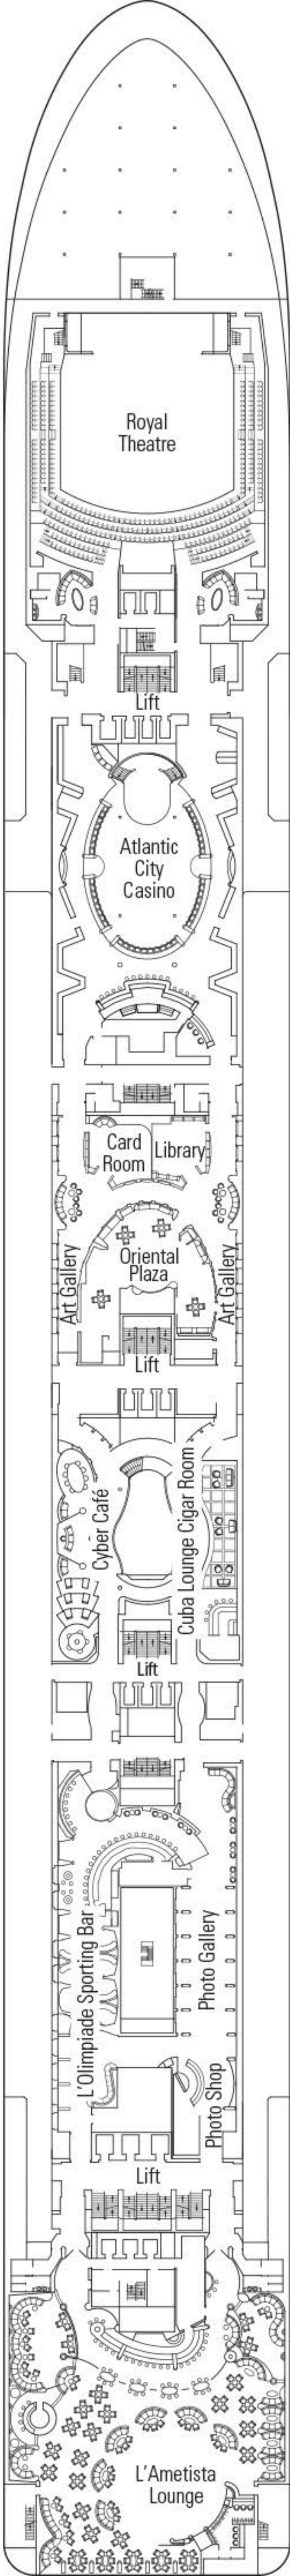 Royal
Theatre
Lift
Atlantic
City
Casino
Card
Room
Library
Art Gallery
Oriental
Plaza
Art Gallery
Lift
Cyber Café
Cuba Lounge Cigar Room
Lift
L'Olimpiade Sporting Bar
Photo Gallery
Photo Shop
Lift
L'Ametista
Lounge